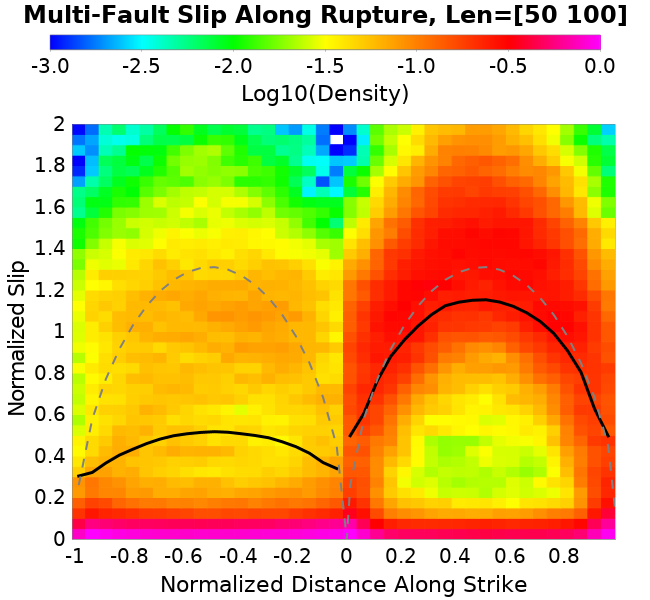 Multi-Fault Slip Along Rupture, Len=[50 100]
-3.0 -2.5 -2.0 -1.5 -1.0 -0.5 0.0
Log10(Density)
2
1.8
1.6
1.4
1.2
1
0.8
0.6
0.4
0.2
0
Normalized Slip
-1 -0.8 -0.6 -0.4 -0.2 0 0.2 0.4 0.6 0.8
Normalized Distance Along Strike